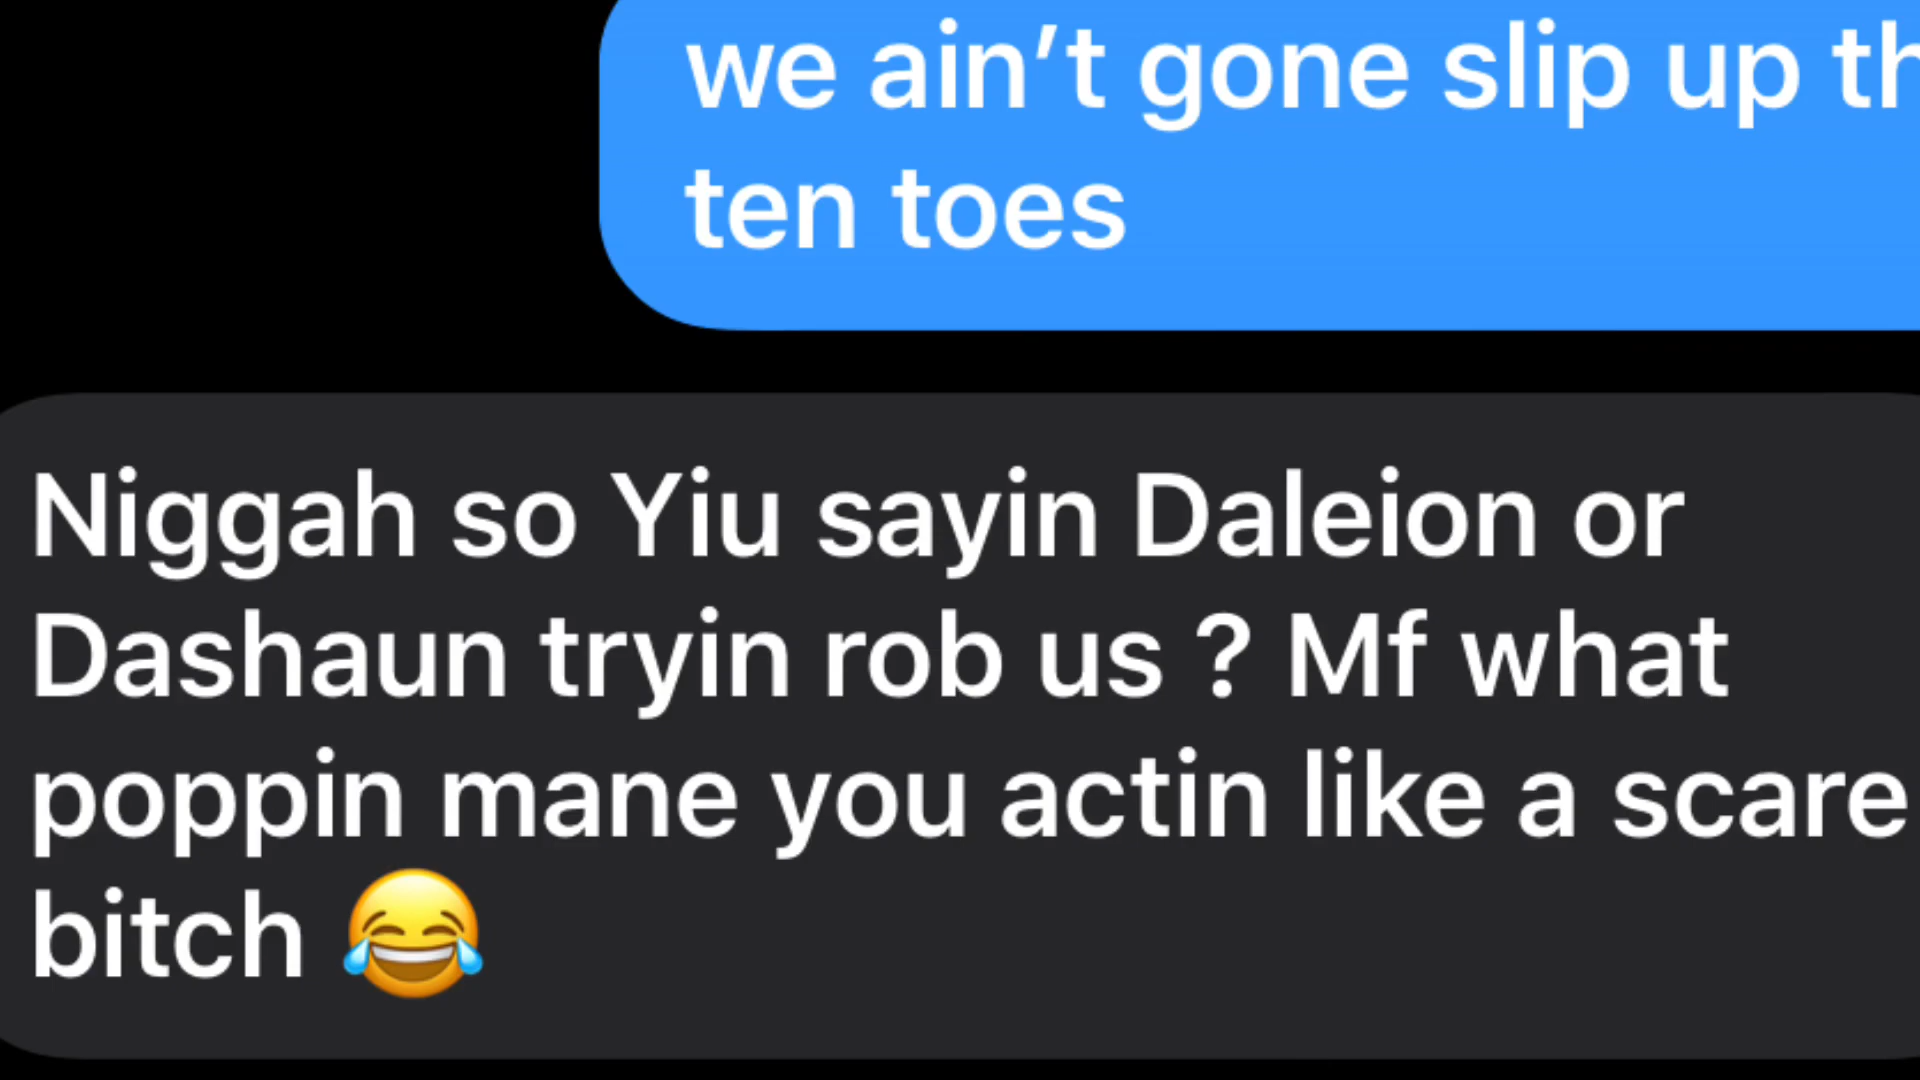 we ain’t gone slip up th
ten toes
Niggah so Yiu sayin Daleion or
Dashaun tryin rob us ? Mf what
poppin mane you actin like a scare
bitch 😂